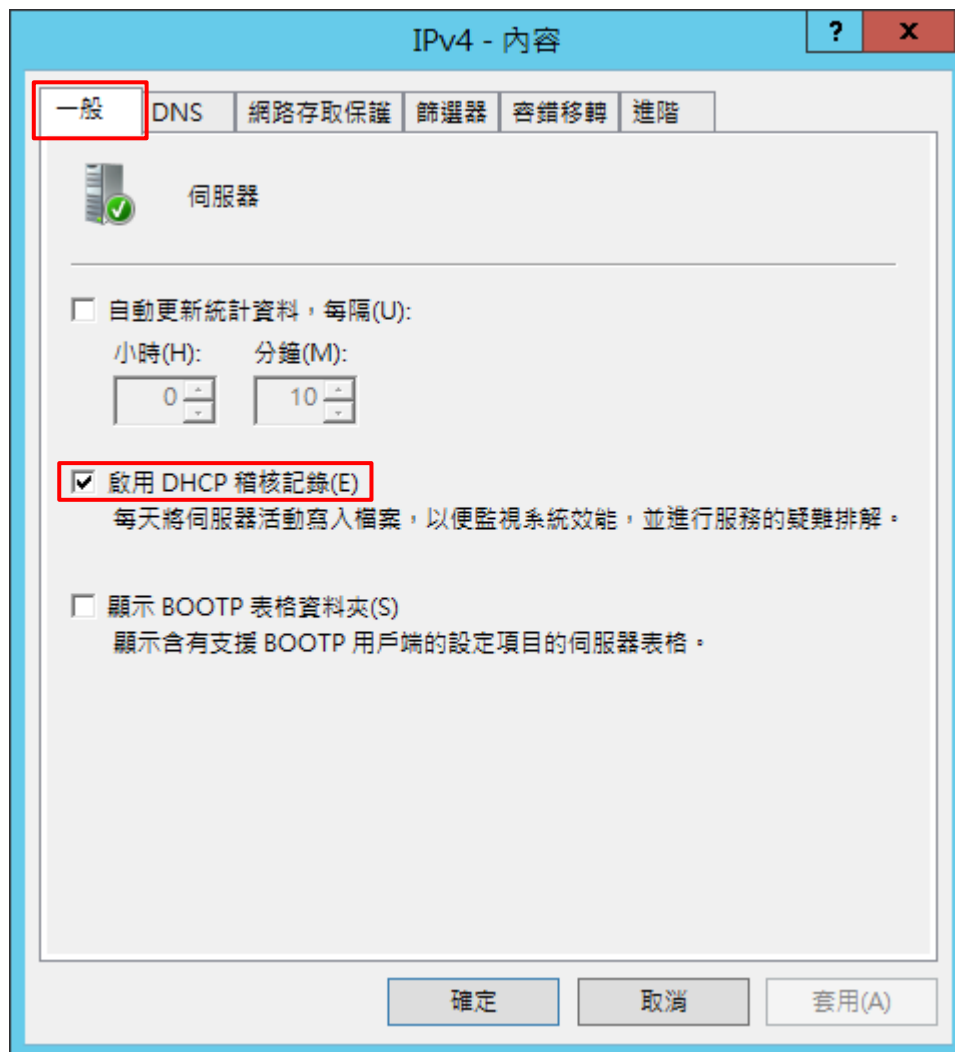 IPv4 - 內容
? x
一般 DNS 網路存取保護 篩選器 容錯移轉 進階
伺服器
自動更新統計資料，每隔(U):
小時(H): 分鐘(M):
0 10
啟用 DHCP 稽核記錄(E)
每天將伺服器活動寫入檔案，以便監視系統效能，並進行服務的疑難排解。
顯示 BOOTP 表格資料夾(S)
顯示含有支援 BOOTP 用戶端的設定項目的伺服器表格。
確定 取消 套用(A)